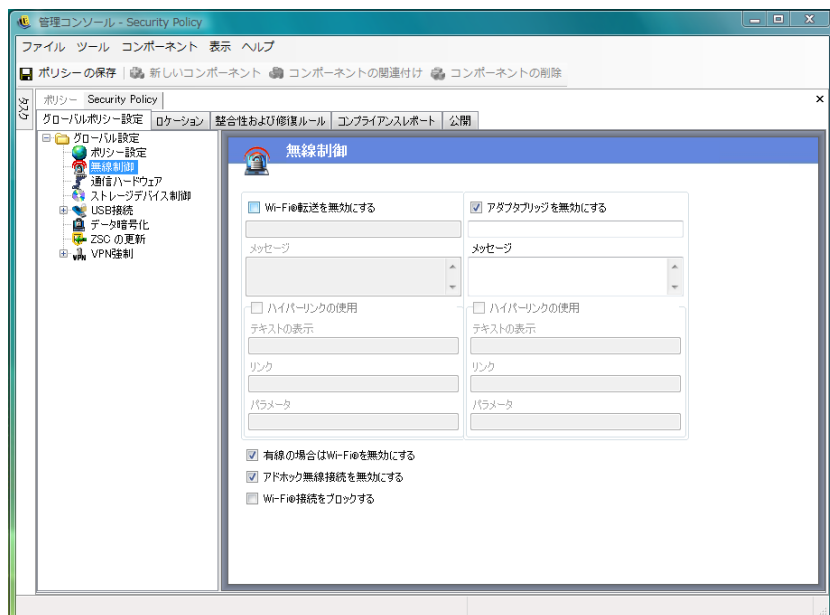 管理コンソール - Security Policy
ファイル ツール コンポーネント 表示 ヘルプ
ポリシーの保存 新しいコンポーネント コンポーネントの関連付け コンポーネントの削除
タスク
ポリシー Security Policy
グローバルポリシー設定 ロケーション 整合性および修復ルール コンプライアンスレポート 公開
グローバル設定
ポリシー設定
無線制御
通信ハードウェア
ストレージデバイス制御
USB接続
データ暗号化
ZSC の更新
VPN強制
無線制御
Wi-Fi®転送を無効にする
メッセージ
ハイパーリンクの使用
テキストの表示
リンク
パラメータ
アダプタブリッジを無効にする
メッセージ
ハイパーリンクの使用
テキストの表示
リンク
パラメータ
有線の場合はWi-Fi®を無効にする
アドホック無線接続を無効にする
Wi-Fi®接続をブロックする